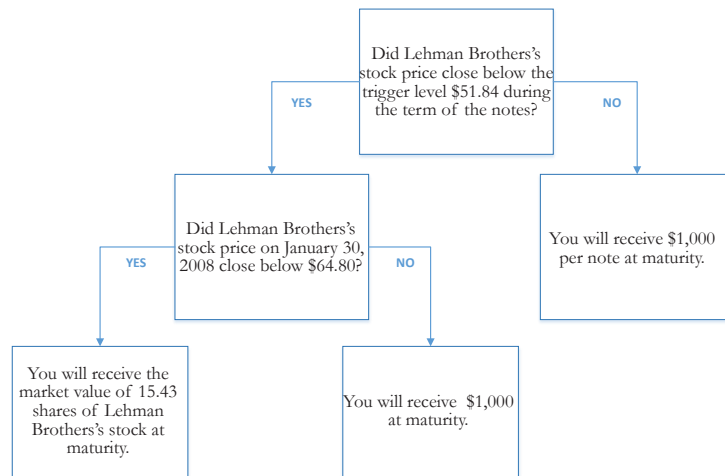 Did Lehman Brothers's
stock price close below the
trigger level $51.84 during
the term of the notes?
YES
NO
Did Lehman Brothers's
stock price on January 30,
2008 close below $64.80?
You will receive $1,000
per note at maturity.
YES
NO
You will receive the
market value of 15.43
shares of Lehman
Brothers's stock at
maturity.
You will receive $1,000
at maturity.